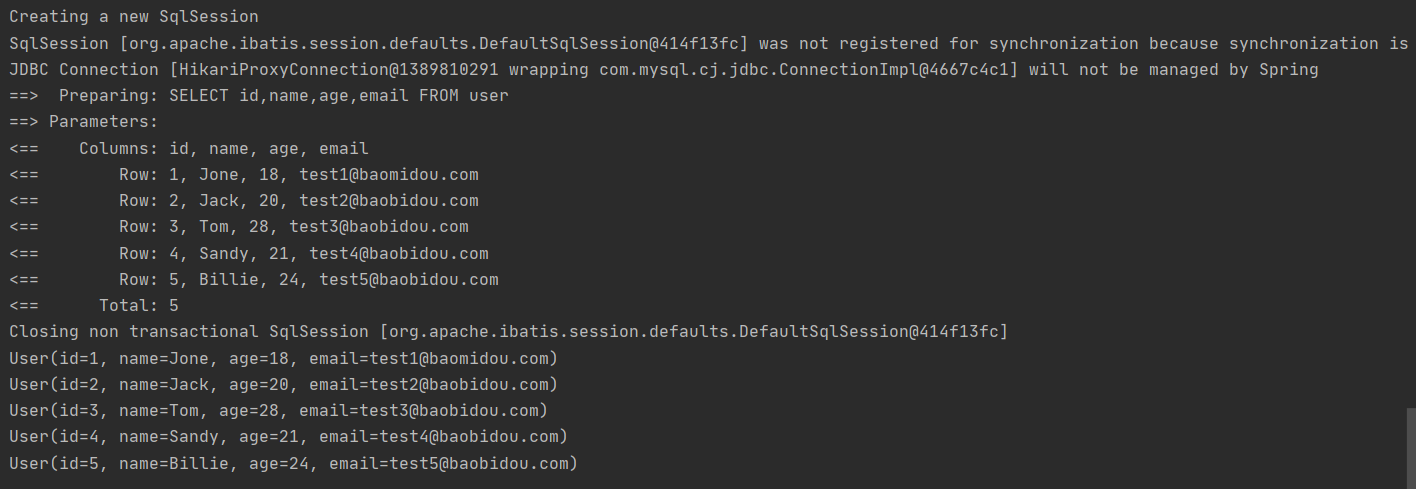 Creating a new SqlSession
SqlSession [org.apache.ibatis.session.defaults.DefaultSqlSession@414f13fc] was not registered for synchronization because synchronization is
JDBC Connection [HikariProxyConnection@1389810291 wrapping com.mysql.cj.jdbc.ConnectionImpl@4667c4c1] will not be managed by Spring
==>  Preparing: SELECT id,name,age,email FROM user
==> Parameters:
<==    Columns: id, name, age, email
<==        Row: 1, Jone, 18, test1@baomidou.com
<==        Row: 2, Jack, 20, test2@baobidou.com
<==        Row: 3, Tom, 28, test3@baobidou.com
<==        Row: 4, Sandy, 21, test4@baobidou.com
<==        Row: 5, Billie, 24, test5@baobidou.com
<==      Total: 5
Closing non transactional SqlSession [org.apache.ibatis.session.defaults.DefaultSqlSession@414f13fc]
User(id=1, name=Jone, age=18, email=test1@baomidou.com)
User(id=2, name=Jack, age=20, email=test2@baobidou.com)
User(id=3, name=Tom, age=28, email=test3@baobidou.com)
User(id=4, name=Sandy, age=21, email=test4@baobidou.com)
User(id=5, name=Billie, age=24, email=test5@baobidou.com)